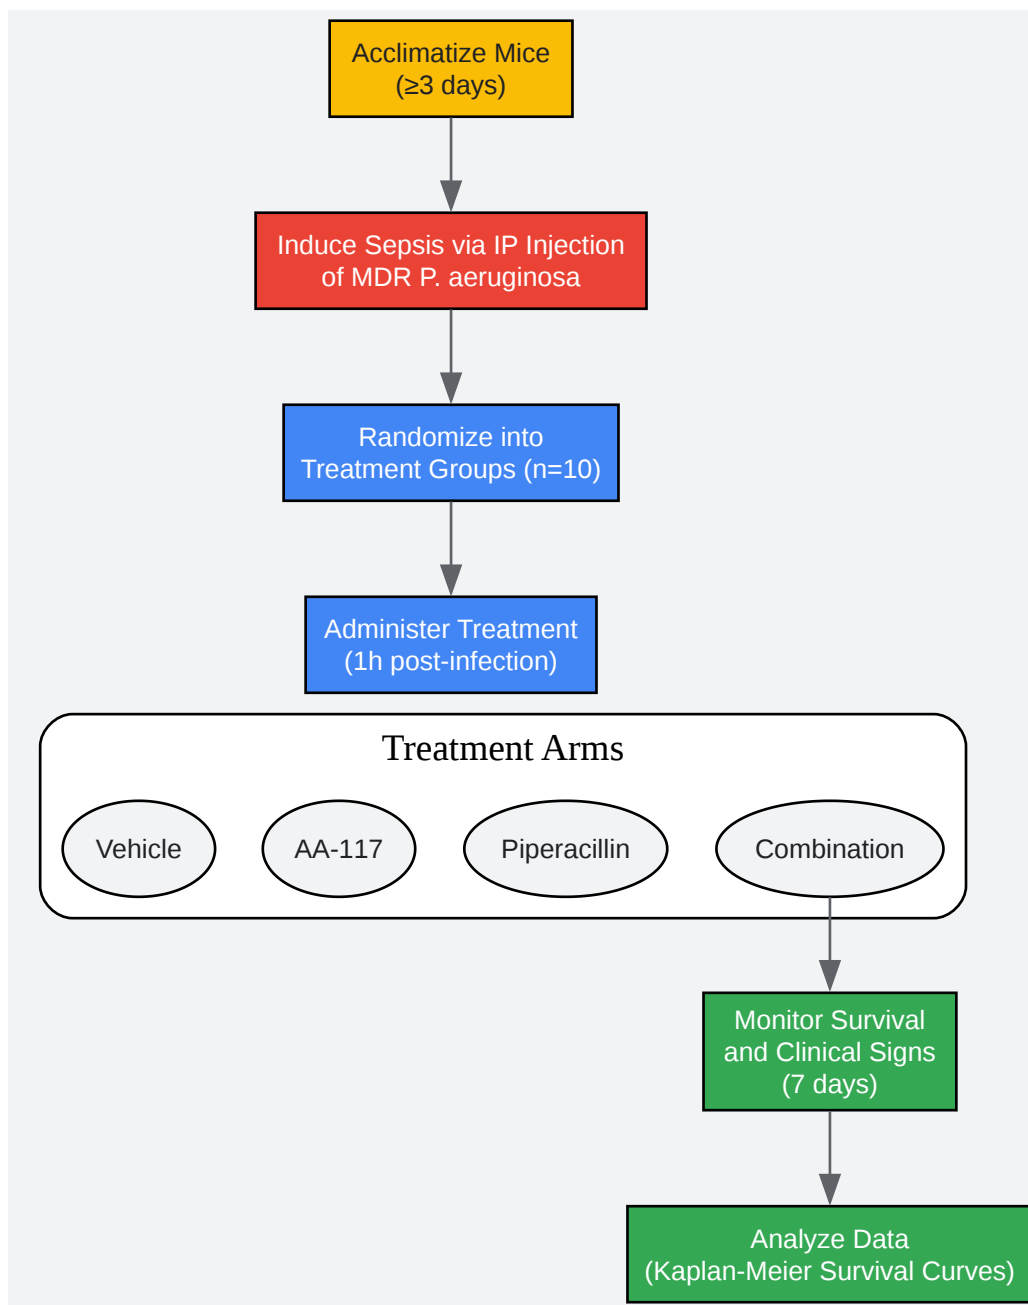 Acclimatize Mice
(≥3 days)
Induce Sepsis via IP Injection
of MDR P. aeruginosa
Randomize into
Treatment Groups (n=10)
Administer Treatment
(1h post-infection)
Treatment Arms
Vehicle
AA-117
Piperacillin
Combination
Monitor Survival
and Clinical Signs
(7 days)
Analyze Data
(Kaplan-Meier Survival Curves)